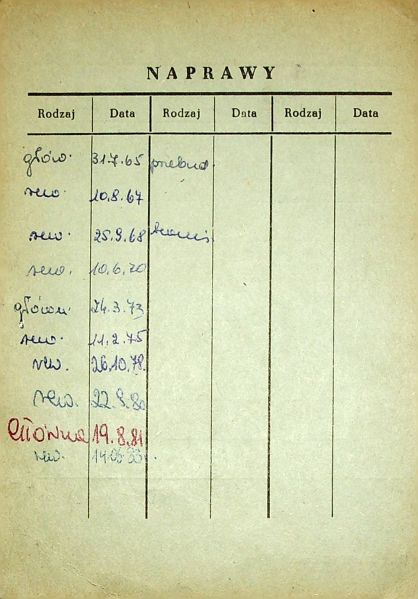 NAPRAWY
Rodzaj Data Rodzaj Data Rodzaj Data
głów. 31.7.65
rew. 10.8.67
rew. 25.9.68
rew. 10.6.70
główn. 24.3.73
rew. 11.2.75
rew. 26.10.78.
rew. 22.8.80
Główna 19.8.81
rew.